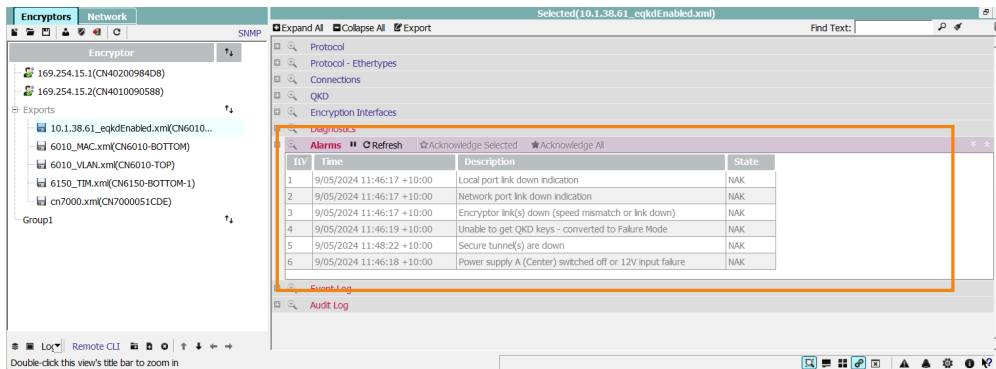 Encryptors Network
SNMP
Encryptor
169.254.15.1(CN40200984D8)
169.254.15.2(CN4010090588)
Exports
10.1.38.61_eqkdEnabled.xml(CN6010...
6010_MAC.xml(CN6010-BOTTOM)
6010_VLAN.xml(CN6010-TOP)
6150_TIM.xml(CN6150-BOTTOM-1)
cn7000.xml(CN7000051CDE)
Group1
Remote CLI
Double-click this view's title bar to zoom in
Selected(10.1.38.61_eqkdEnabled.xml)
Expand All Collapse All Export Find Text:
Protocol
Protocol - Ethertypes
Connections
QKD
Encryption Interfaces
Diagnostics
Alarms Refresh Acknowledge Selected Acknowledge All
Time Description State
1 9/05/2024 11:46:17 +10:00 Local port link down indication NAK
2 9/05/2024 11:46:17 +10:00 Network port link down indication NAK
3 9/05/2024 11:46:17 +10:00 Encryptor link(s) down (speed mismatch or link down) NAK
4 9/05/2024 11:46:19 +10:00 Unable to get QKD keys - converted to Failure Mode NAK
5 9/05/2024 11:48:22 +10:00 Secure tunnel(s) are down NAK
6 9/05/2024 11:46:18 +10:00 Power supply A (Center) switched off or 12V input failure NAK
Event Log
Audit Log